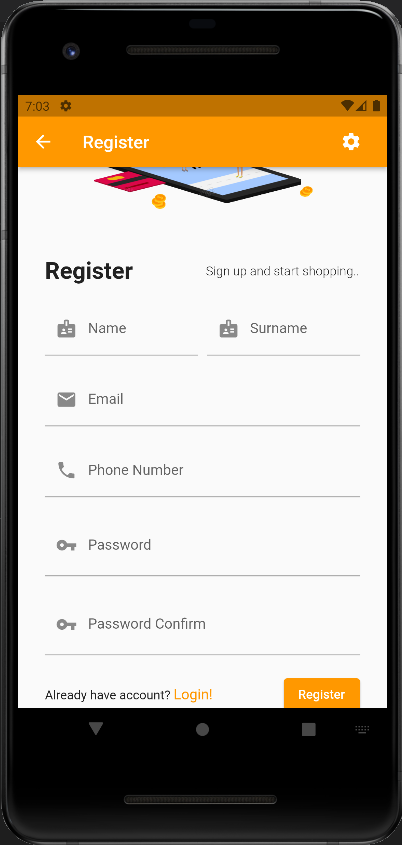 7:03
Register
Register
Sign up and start shopping..
Name
Surname
Email
Phone Number
Password
Password Confirm
Already have account? Login!
Register